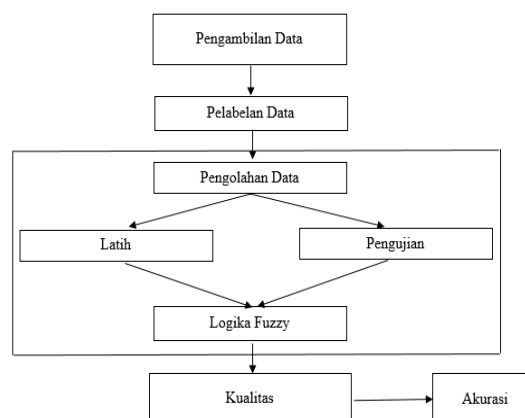 Pengambilan Data
Pelabelan Data
Pengolahan Data
Latih
Pengujian
Logika Fuzzy
Kualitas
Akurasi